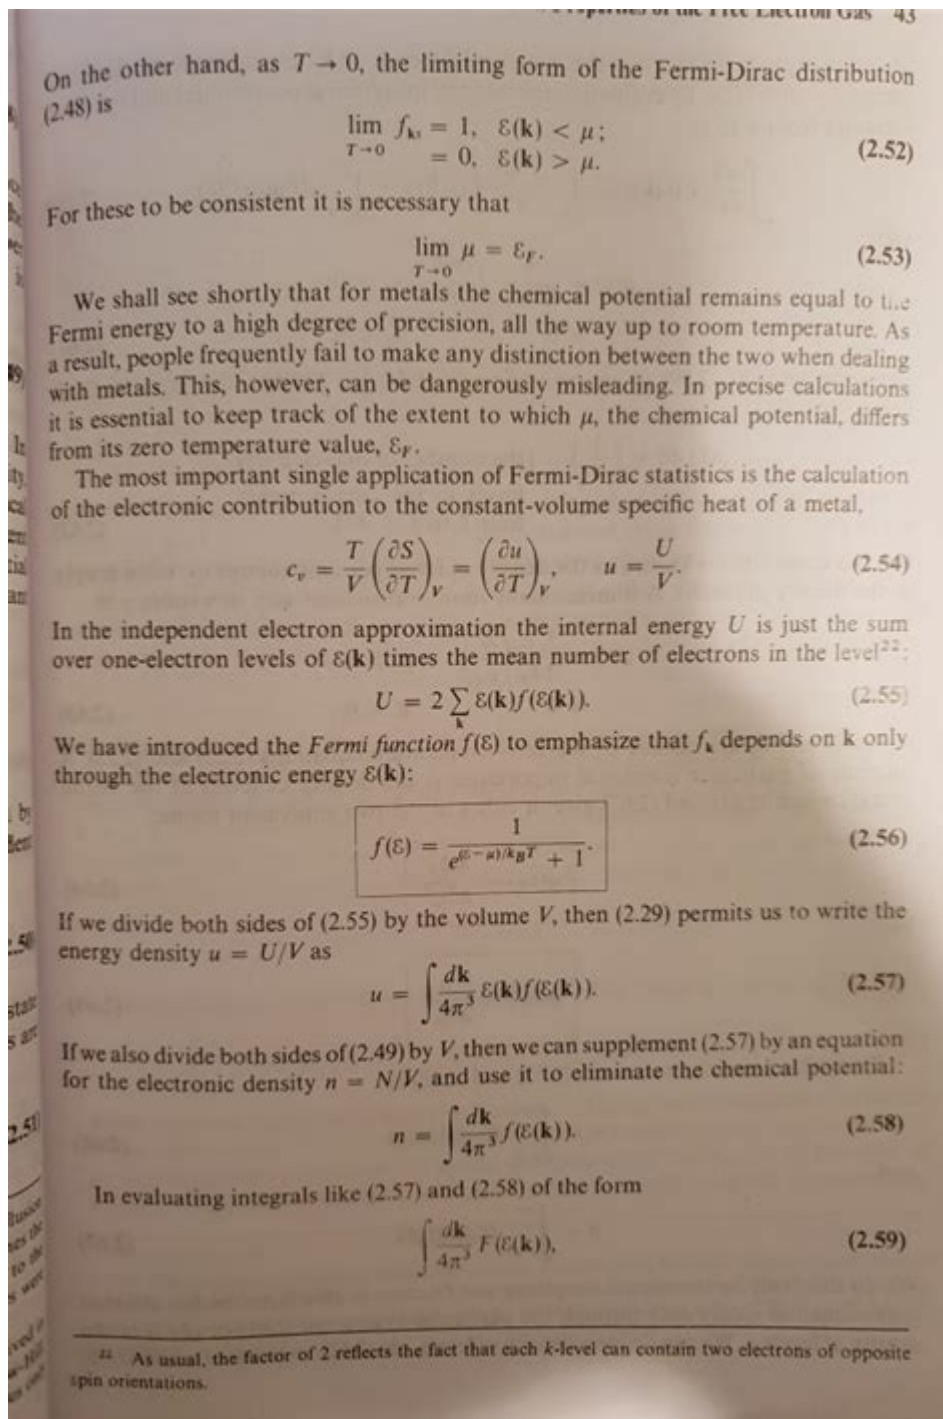 Properties of the Free Electron Gas 43
On the other hand, as T → 0, the limiting form of the Fermi-Dirac distribution
(2.48) is
lim f_ks = 1, ℰ(k) < μ;
T→0 = 0, ℰ(k) > μ. (2.52)
For these to be consistent it is necessary that
lim μ = ℰ_F. (2.53)
T→0
We shall see shortly that for metals the chemical potential remains equal to the
Fermi energy to a high degree of precision, all the way up to room temperature. As
a result, people frequently fail to make any distinction between the two when dealing
with metals. This, however, can be dangerously misleading. In precise calculations
it is essential to keep track of the extent to which μ, the chemical potential, differs
from its zero temperature value, ℰ_F.
The most important single application of Fermi-Dirac statistics is the calculation
of the electronic contribution to the constant-volume specific heat of a metal,
c_v = T/V (∂S/∂T)_V = (∂u/∂T)_V, u = U/V. (2.54)
In the independent electron approximation the internal energy U is just the sum
over one-electron levels of ℰ(k) times the mean number of electrons in the level²²:
U = 2 ∑_k ℰ(k)f(ℰ(k)). (2.55)
We have introduced the Fermi function f(ℰ) to emphasize that f_k depends on k only
through the electronic energy ℰ(k):
f(ℰ) = 1/(e^{(ℰ−μ)/k_BT} + 1). (2.56)
If we divide both sides of (2.55) by the volume V, then (2.29) permits us to write the
energy density u = U/V as
u = ∫ dk/4π³ ℰ(k)f(ℰ(k)). (2.57)
If we also divide both sides of (2.49) by V, then we can supplement (2.57) by an equation
for the electronic density n = N/V, and use it to eliminate the chemical potential:
n = ∫ dk/4π³ f(ℰ(k)). (2.58)
In evaluating integrals like (2.57) and (2.58) of the form
∫ dk/4π³ F(ℰ(k)), (2.59)
²² As usual, the factor of 2 reflects the fact that each k-level can contain two electrons of opposite
spin orientations.